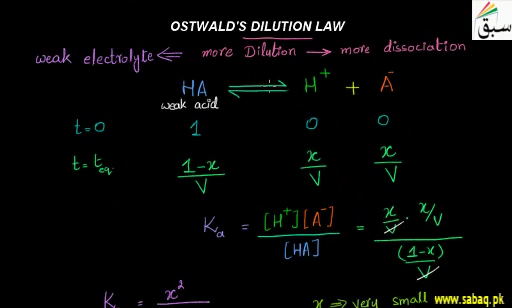 OSTWALD'S DILUTION LAW
سبق
weak electrolyte ⇐ more Dilution → more dissociation
HA ⇌ H⁺ + A⁻
weak acid
t = 0 1 0 0
t = t_eq (1-x)/V x/V x/V
K_a = [H⁺][A⁻]/[HA] = (x/V · x/V)/((1-x)/V)
K = x²
x ⇒ very small
www.sabaq.pk